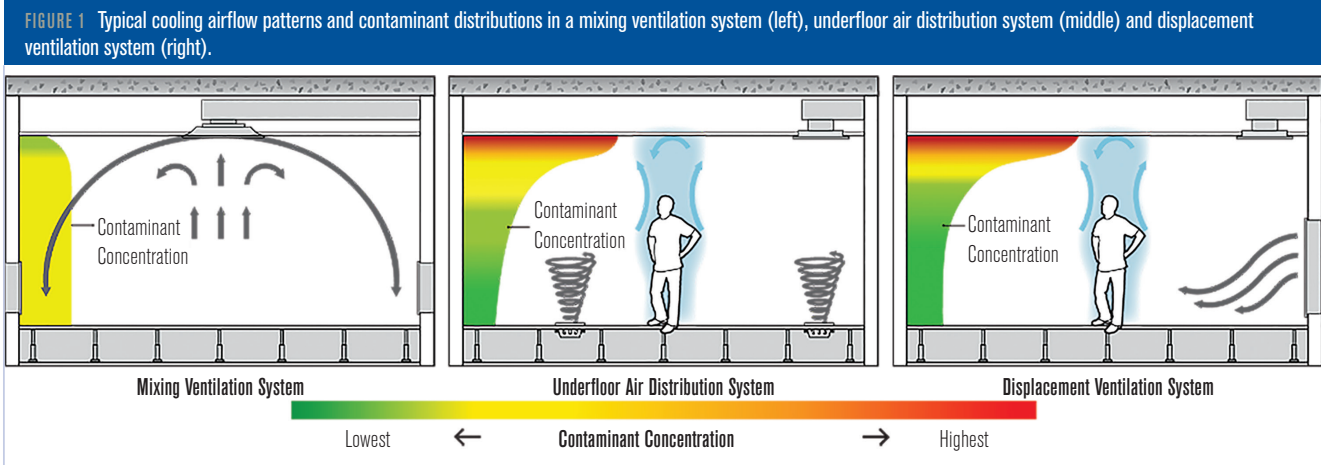 FIGURE 1 Typical cooling airflow patterns and contaminant distributions in a mixing ventilation system (left), underfloor air distribution system (middle) and displacement
ventilation system (right).
Contaminant
Concentration
Contaminant
Concentration
Contaminant
Concentration
Mixing Ventilation System
Underfloor Air Distribution System
Displacement Ventilation System
Lowest ← Contaminant Concentration → Highest